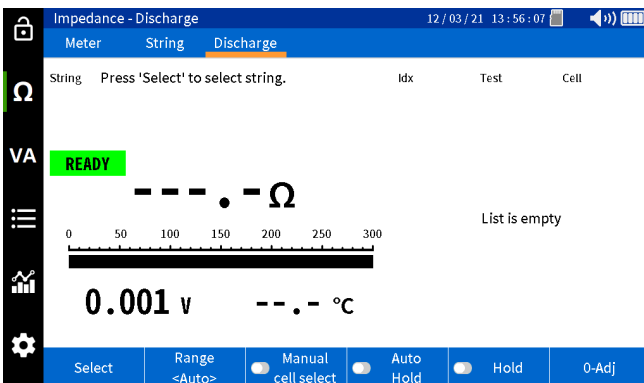 Impedance - Discharge 12 / 03 / 21 13 : 56 : 07
Meter String Discharge
String Press 'Select' to select string. Idx Test Cell
Ω
VA
READY
---.-Ω
List is empty
0 50 100 150 200 250 300
0.001 V --.- °C
Select Range <Auto> Manual cell select Auto Hold Hold 0-Adj